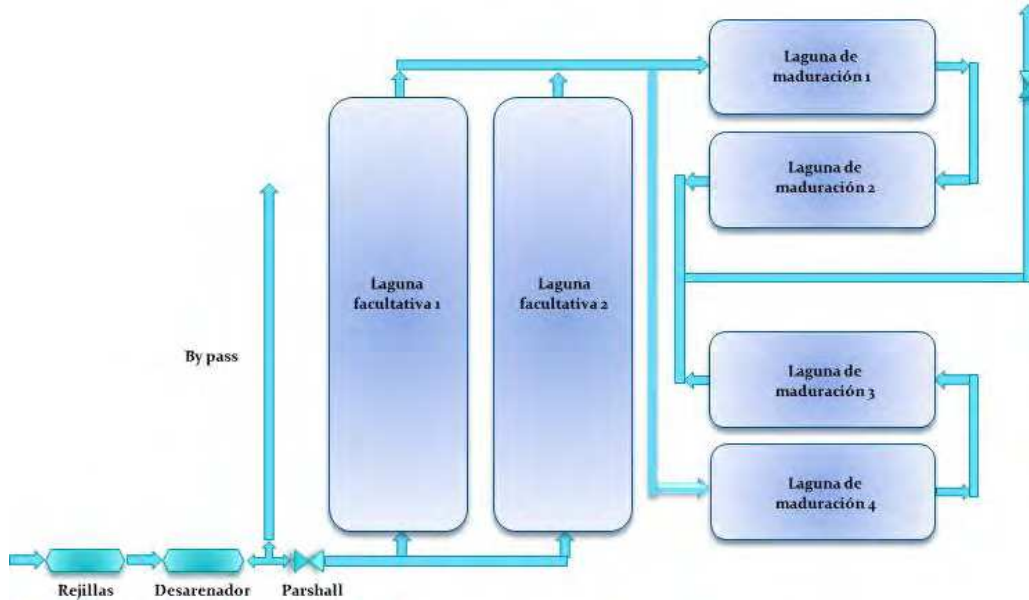 Laguna de
maduración 1
Laguna de
maduración 2
Laguna
facultativa 1
Laguna
facultativa 2
By pass
Laguna de
maduración 3
Laguna de
maduración 4
Rejillas
Desarenador
Parshall